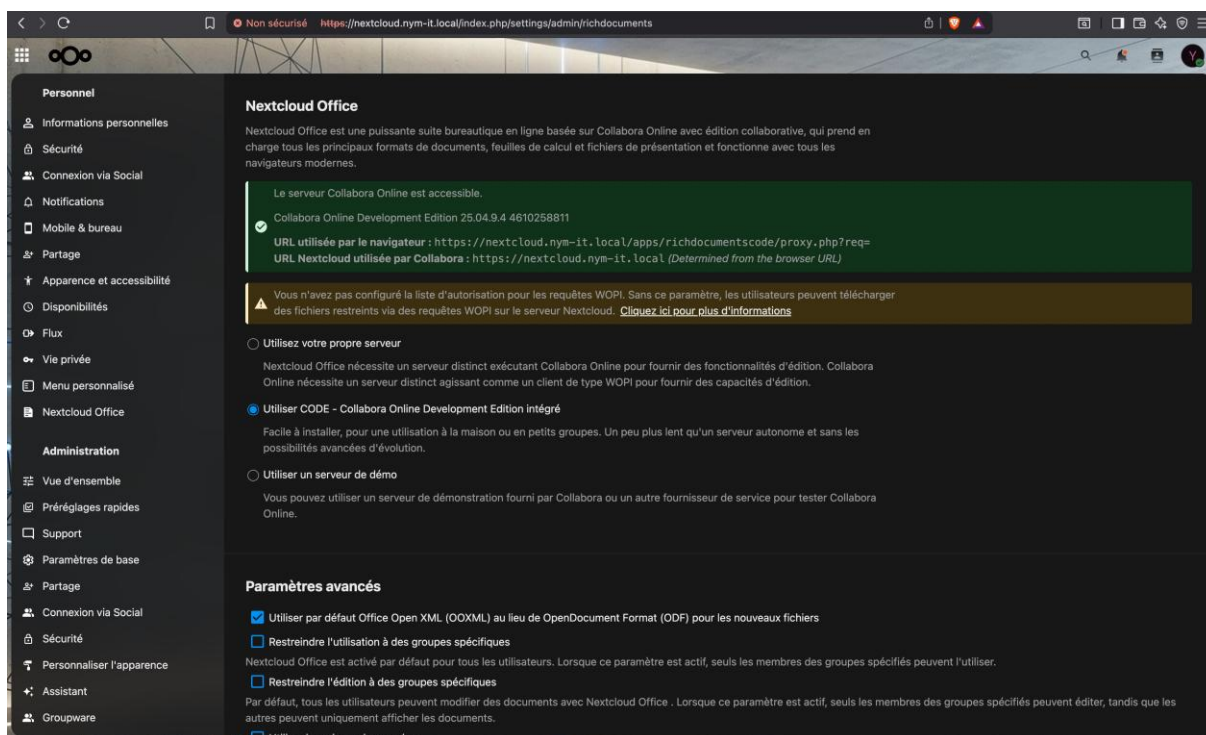 Non sécurisé https://nextcloud.nym-it.local/index.php/settings/admin/richdocuments
Y
Personnel
Informations personnelles
Sécurité
Connexion via Social
Notifications
Mobile & bureau
Partage
Apparence et accessibilité
Disponibilités
Flux
Vie privée
Menu personnalisé
Nextcloud Office
Administration
Vue d'ensemble
Préréglages rapides
Support
Paramètres de base
Partage
Connexion via Social
Sécurité
Personnaliser l'apparence
Assistant
Groupware
Nextcloud Office
Nextcloud Office est une puissante suite bureautique en ligne basée sur Collabora Online avec édition collaborative, qui prend en
charge tous les principaux formats de documents, feuilles de calcul et fichiers de présentation et fonctionne avec tous les
navigateurs modernes.
Le serveur Collabora Online est accessible.
Collabora Online Development Edition 25.04.9.4 4610258811
URL utilisée par le navigateur : https://nextcloud.nym-it.local/apps/richdocumentscode/proxy.php?req=
URL Nextcloud utilisée par Collabora : https://nextcloud.nym-it.local (Determined from the browser URL)
Vous n'avez pas configuré la liste d'autorisation pour les requêtes WOPI. Sans ce paramètre, les utilisateurs peuvent télécharger
des fichiers restreints via des requêtes WOPI sur le serveur Nextcloud. Cliquez ici pour plus d'informations
Utilisez votre propre serveur
Nextcloud Office nécessite un serveur distinct exécutant Collabora Online pour fournir des fonctionnalités d'édition. Collabora
Online nécessite un serveur distinct agissant comme un client de type WOPI pour fournir des capacités d'édition.
Utiliser CODE - Collabora Online Development Edition intégré
Facile à installer, pour une utilisation à la maison ou en petits groupes. Un peu plus lent qu'un serveur autonome et sans les
possibilités avancées d'évolution.
Utiliser un serveur de démo
Vous pouvez utiliser un serveur de démonstration fourni par Collabora ou un autre fournisseur de service pour tester Collabora
Online.
Paramètres avancés
Utiliser par défaut Office Open XML (OOXML) au lieu de OpenDocument Format (ODF) pour les nouveaux fichiers
Restreindre l'utilisation à des groupes spécifiques
Nextcloud Office est activé par défaut pour tous les utilisateurs. Lorsque ce paramètre est actif, seuls les membres des groupes spécifiés peuvent l'utiliser.
Restreindre l'édition à des groupes spécifiques
Par défaut, tous les utilisateurs peuvent modifier des documents avec Nextcloud Office . Lorsque ce paramètre est actif, seuls les membres des groupes spécifiés peuvent éditer, tandis que les
autres peuvent uniquement afficher les documents.